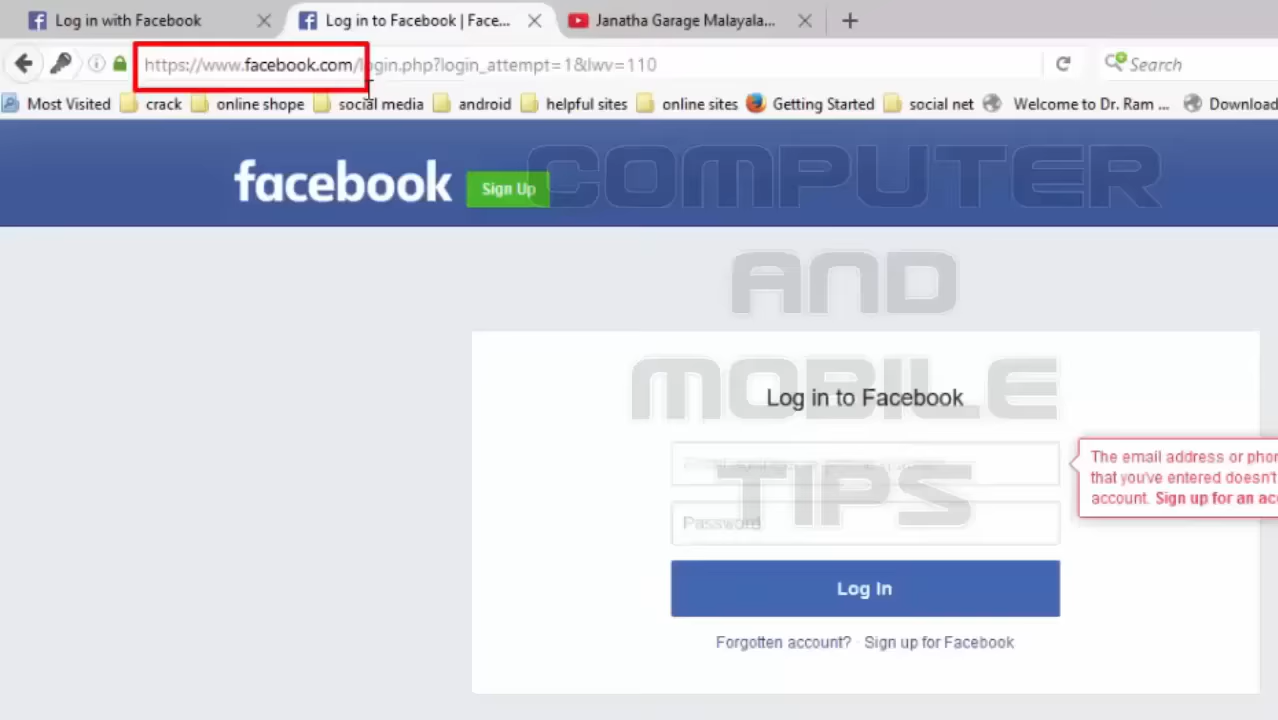 Log in with Facebook
Log in to Facebook | Face...
Janatha Garage Malayala...
https://www.facebook.com/login.php?login_attempt=1&lwv=110
Search
Most Visited
crack
online shope
social media
android
helpful sites
online sites
Getting Started
social net
Welcome to Dr. Ram ...
Download
facebook
Sign Up
COMPUTER
AND
MOBILE
TIPS
Log in to Facebook
Password
The email address or phon
that you've entered doesn't
account. Sign up for an acc
Log In
Forgotten account? · Sign up for Facebook